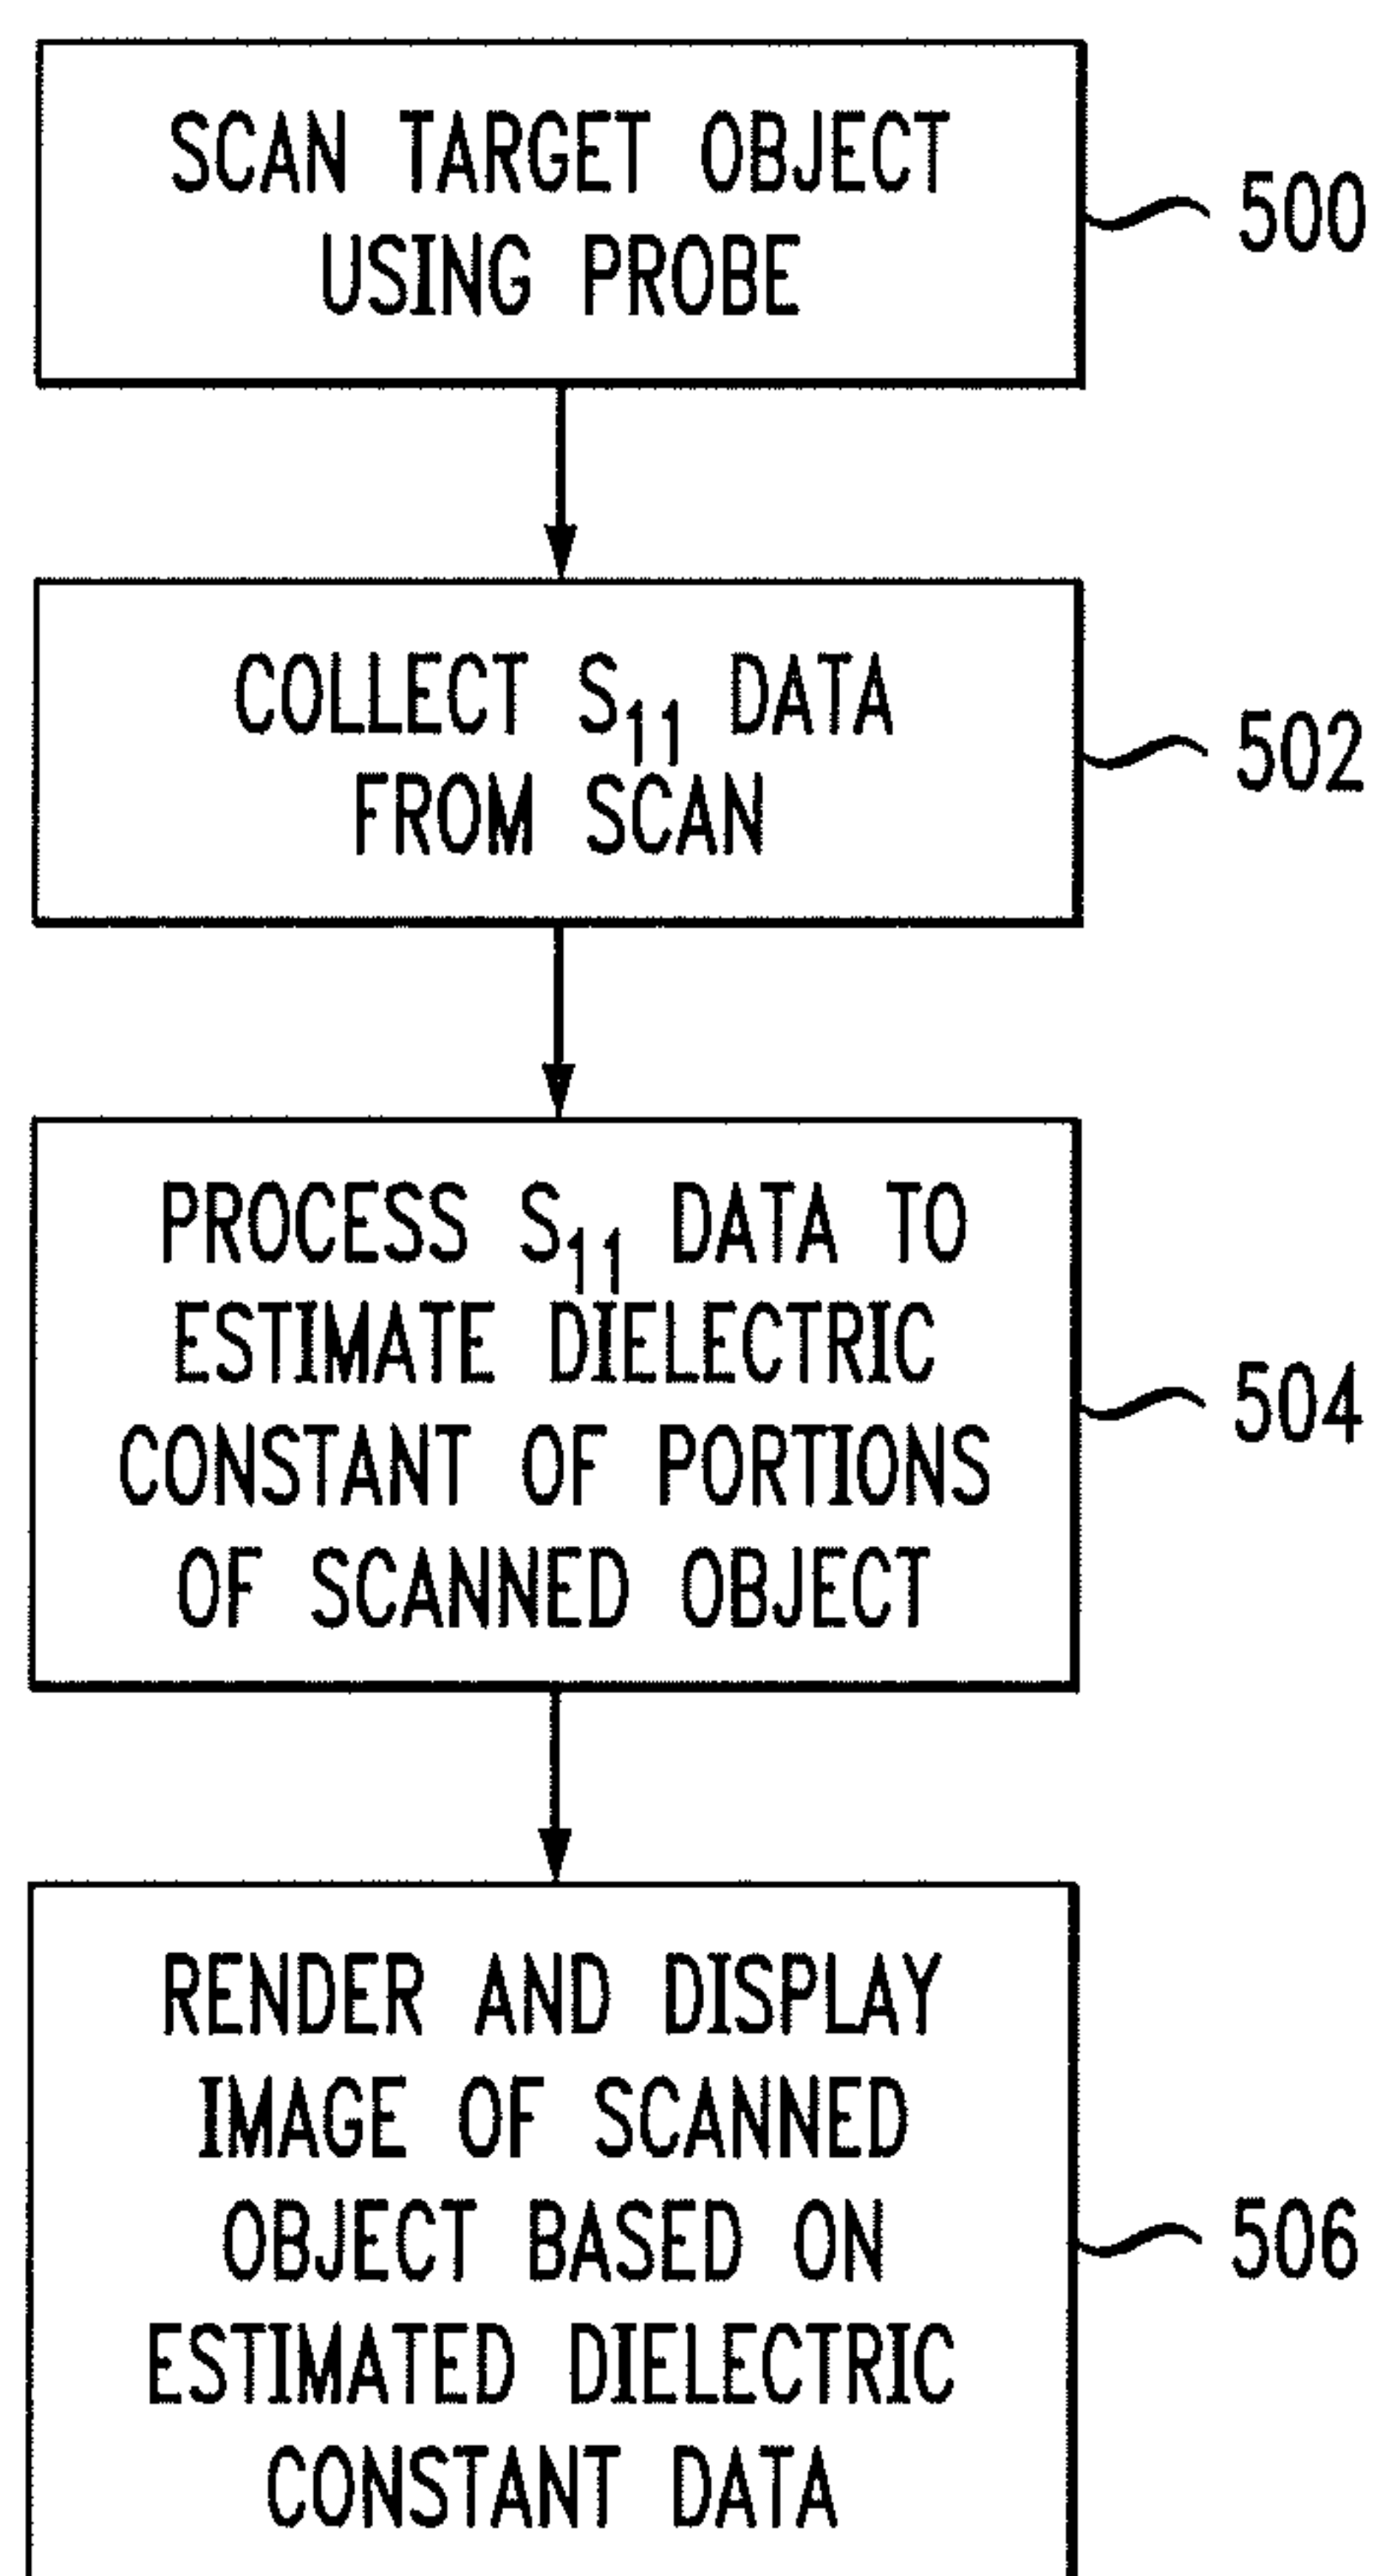 SCAN TARGET OBJECT
USING PROBE
500
COLLECT S₁₁ DATA
FROM SCAN
502
PROCESS S₁₁ DATA TO
ESTIMATE DIELECTRIC
CONSTANT OF PORTIONS
OF SCANNED OBJECT
504
RENDER AND DISPLAY
IMAGE OF SCANNED
OBJECT BASED ON
ESTIMATED DIELECTRIC
CONSTANT DATA
506